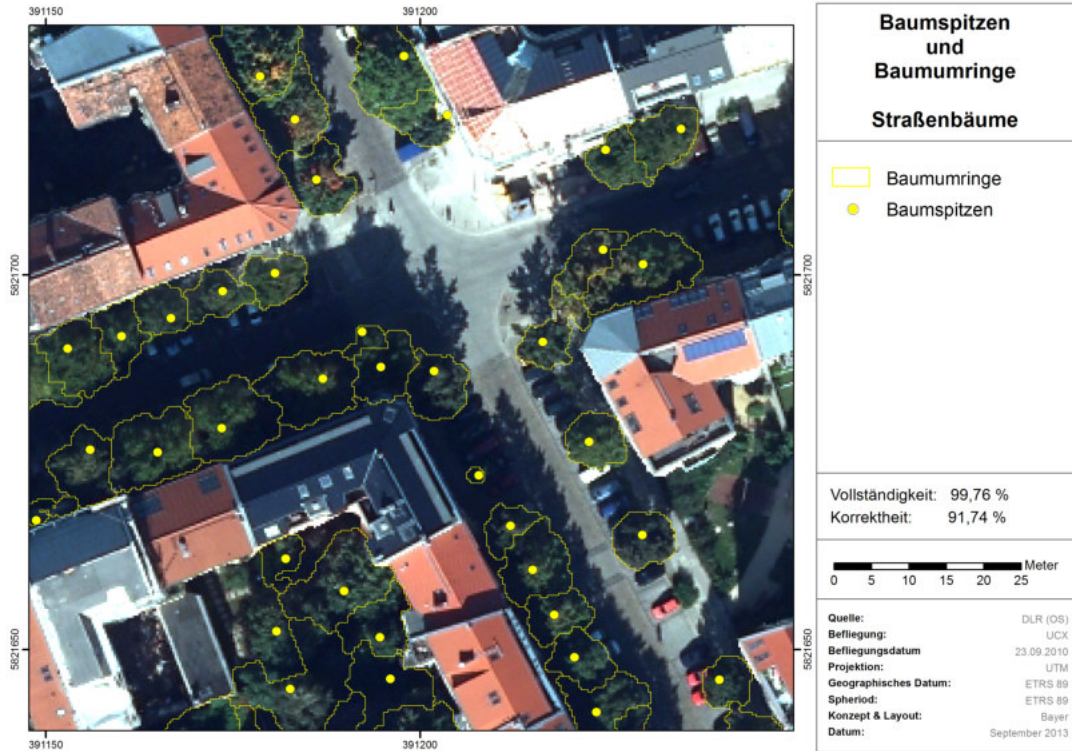 391150
391200
5821700
5821650
5821700
5821650
391150
391200
Baumspitzen
und
Baumumringe
Straßenbäume
Baumumringe
Baumspitzen
Vollständigkeit: 99,76 %
Korrektheit: 91,74 %
Meter
0 5 10 15 20 25
Quelle: DLR (OS)
Befliegung: UCX
Befliegungsdatum 23.09.2010
Projektion: UTM
Geographisches Datum: ETRS 89
Spheriod: ETRS 89
Konzept & Layout: Bayer
Datum: September 2013